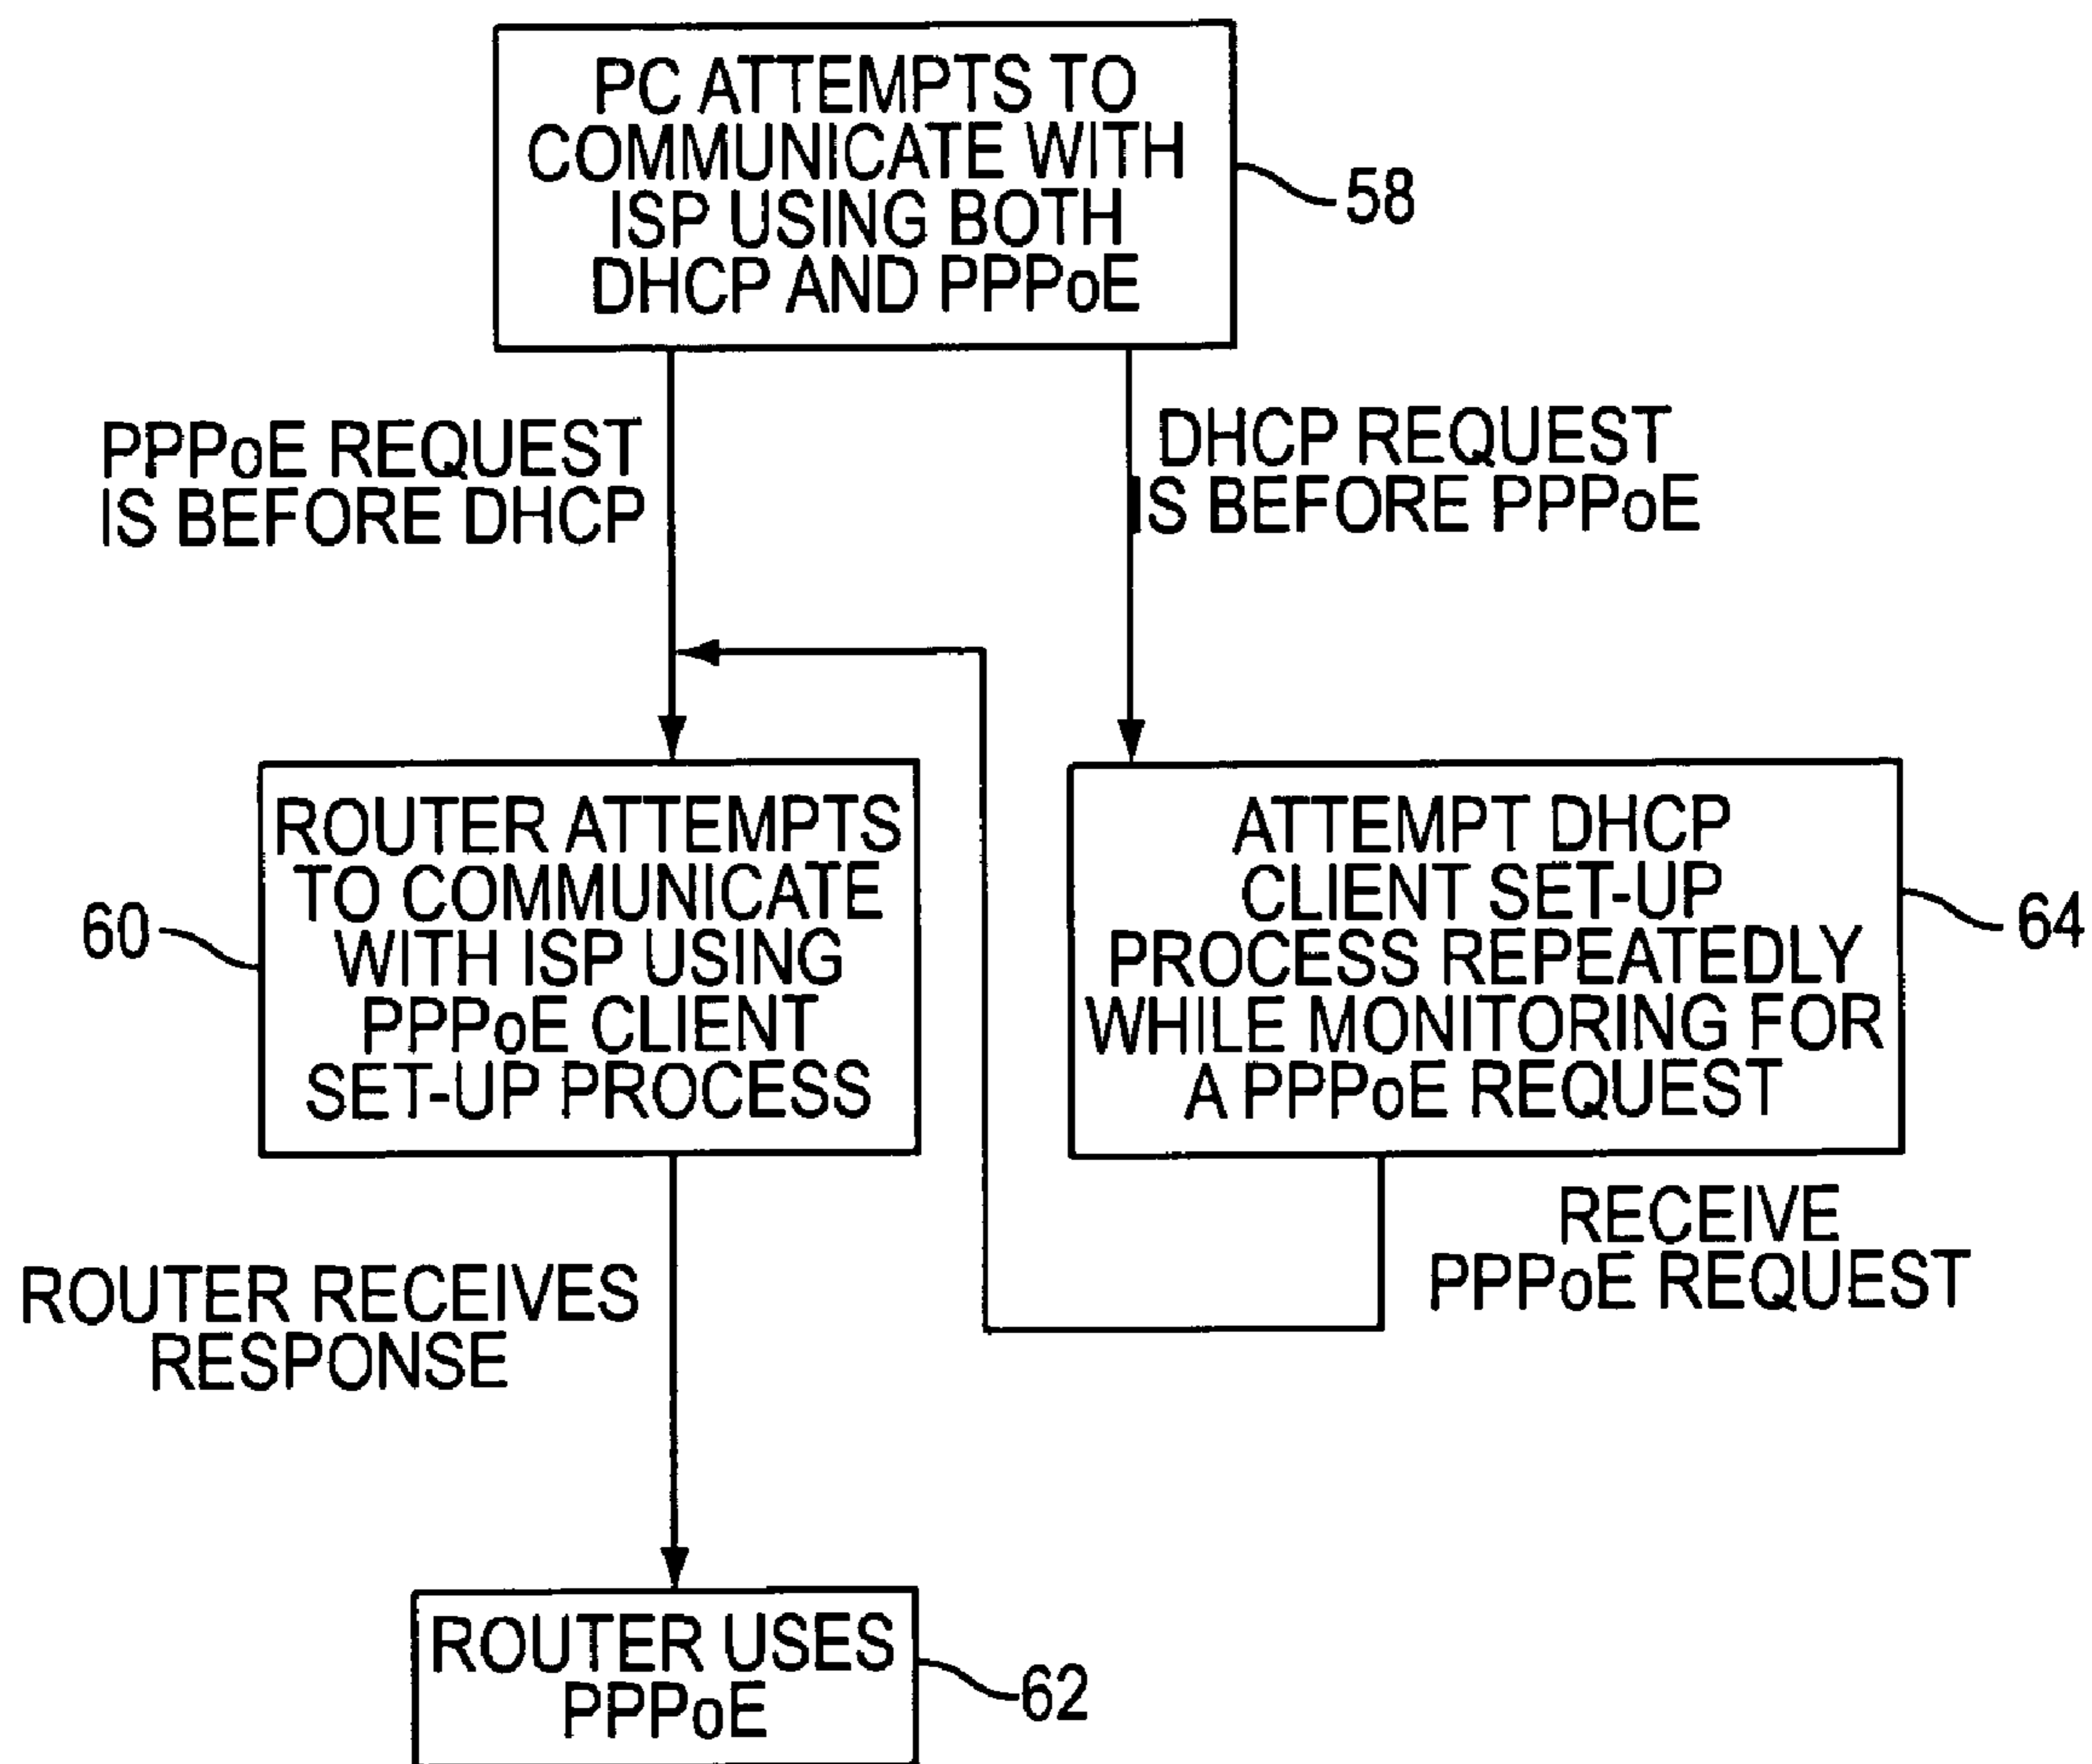 PC ATTEMPTS TO
COMMUNICATE WITH
ISP USING BOTH
DHCP AND PPPoE
58
PPPoE REQUEST
IS BEFORE DHCP
DHCP REQUEST
IS BEFORE PPPoE
ROUTER ATTEMPTS
TO COMMUNICATE
WITH ISP USING
PPPoE CLIENT
SET-UP PROCESS
60
ATTEMPT DHCP
CLIENT SET-UP
PROCESS REPEATEDLY
WHILE MONITORING FOR
A PPPoE REQUEST
64
RECEIVE
PPPoE REQUEST
ROUTER RECEIVES
RESPONSE
ROUTER USES
PPPoE
62